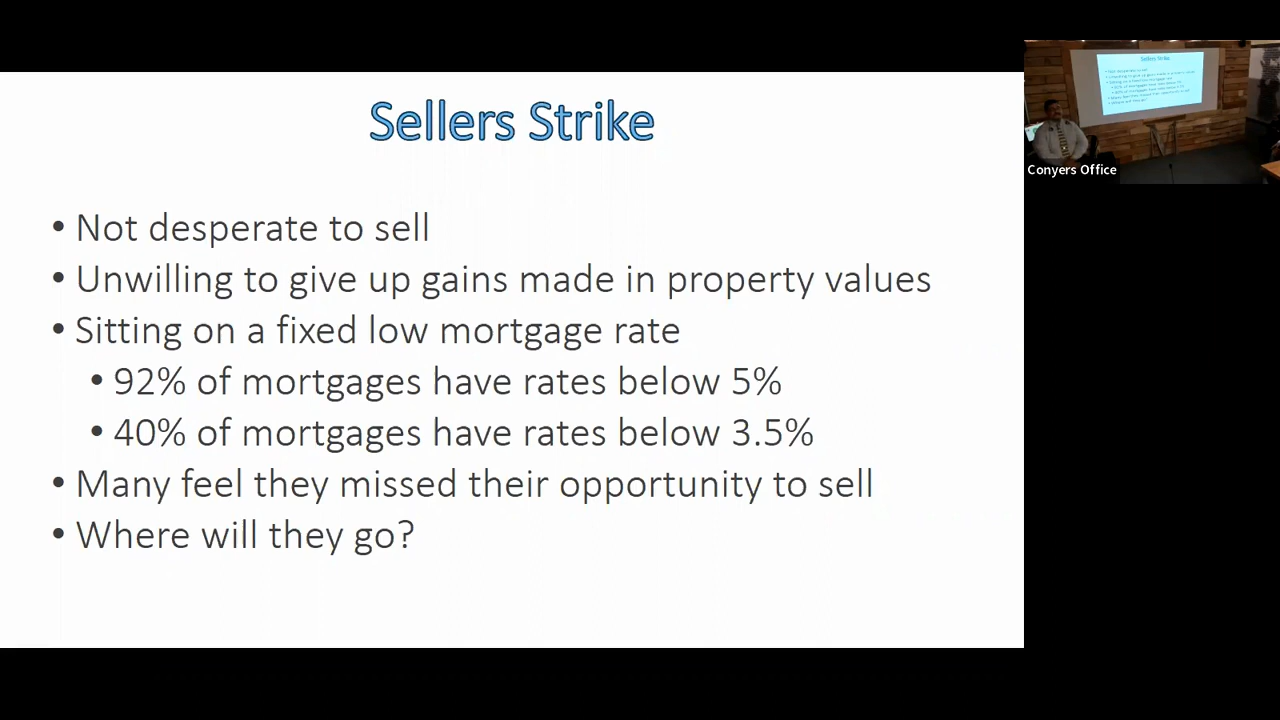 Sellers Strike
• Not desperate to sell
• Unwilling to give up gains made in property values
• Sitting on a fixed low mortgage rate
• 92% of mortgages have rates below 5%
• 40% of mortgages have rates below 3.5%
• Many feel they missed their opportunity to sell
• Where will they go?
Sellers Strike
Conyers Office